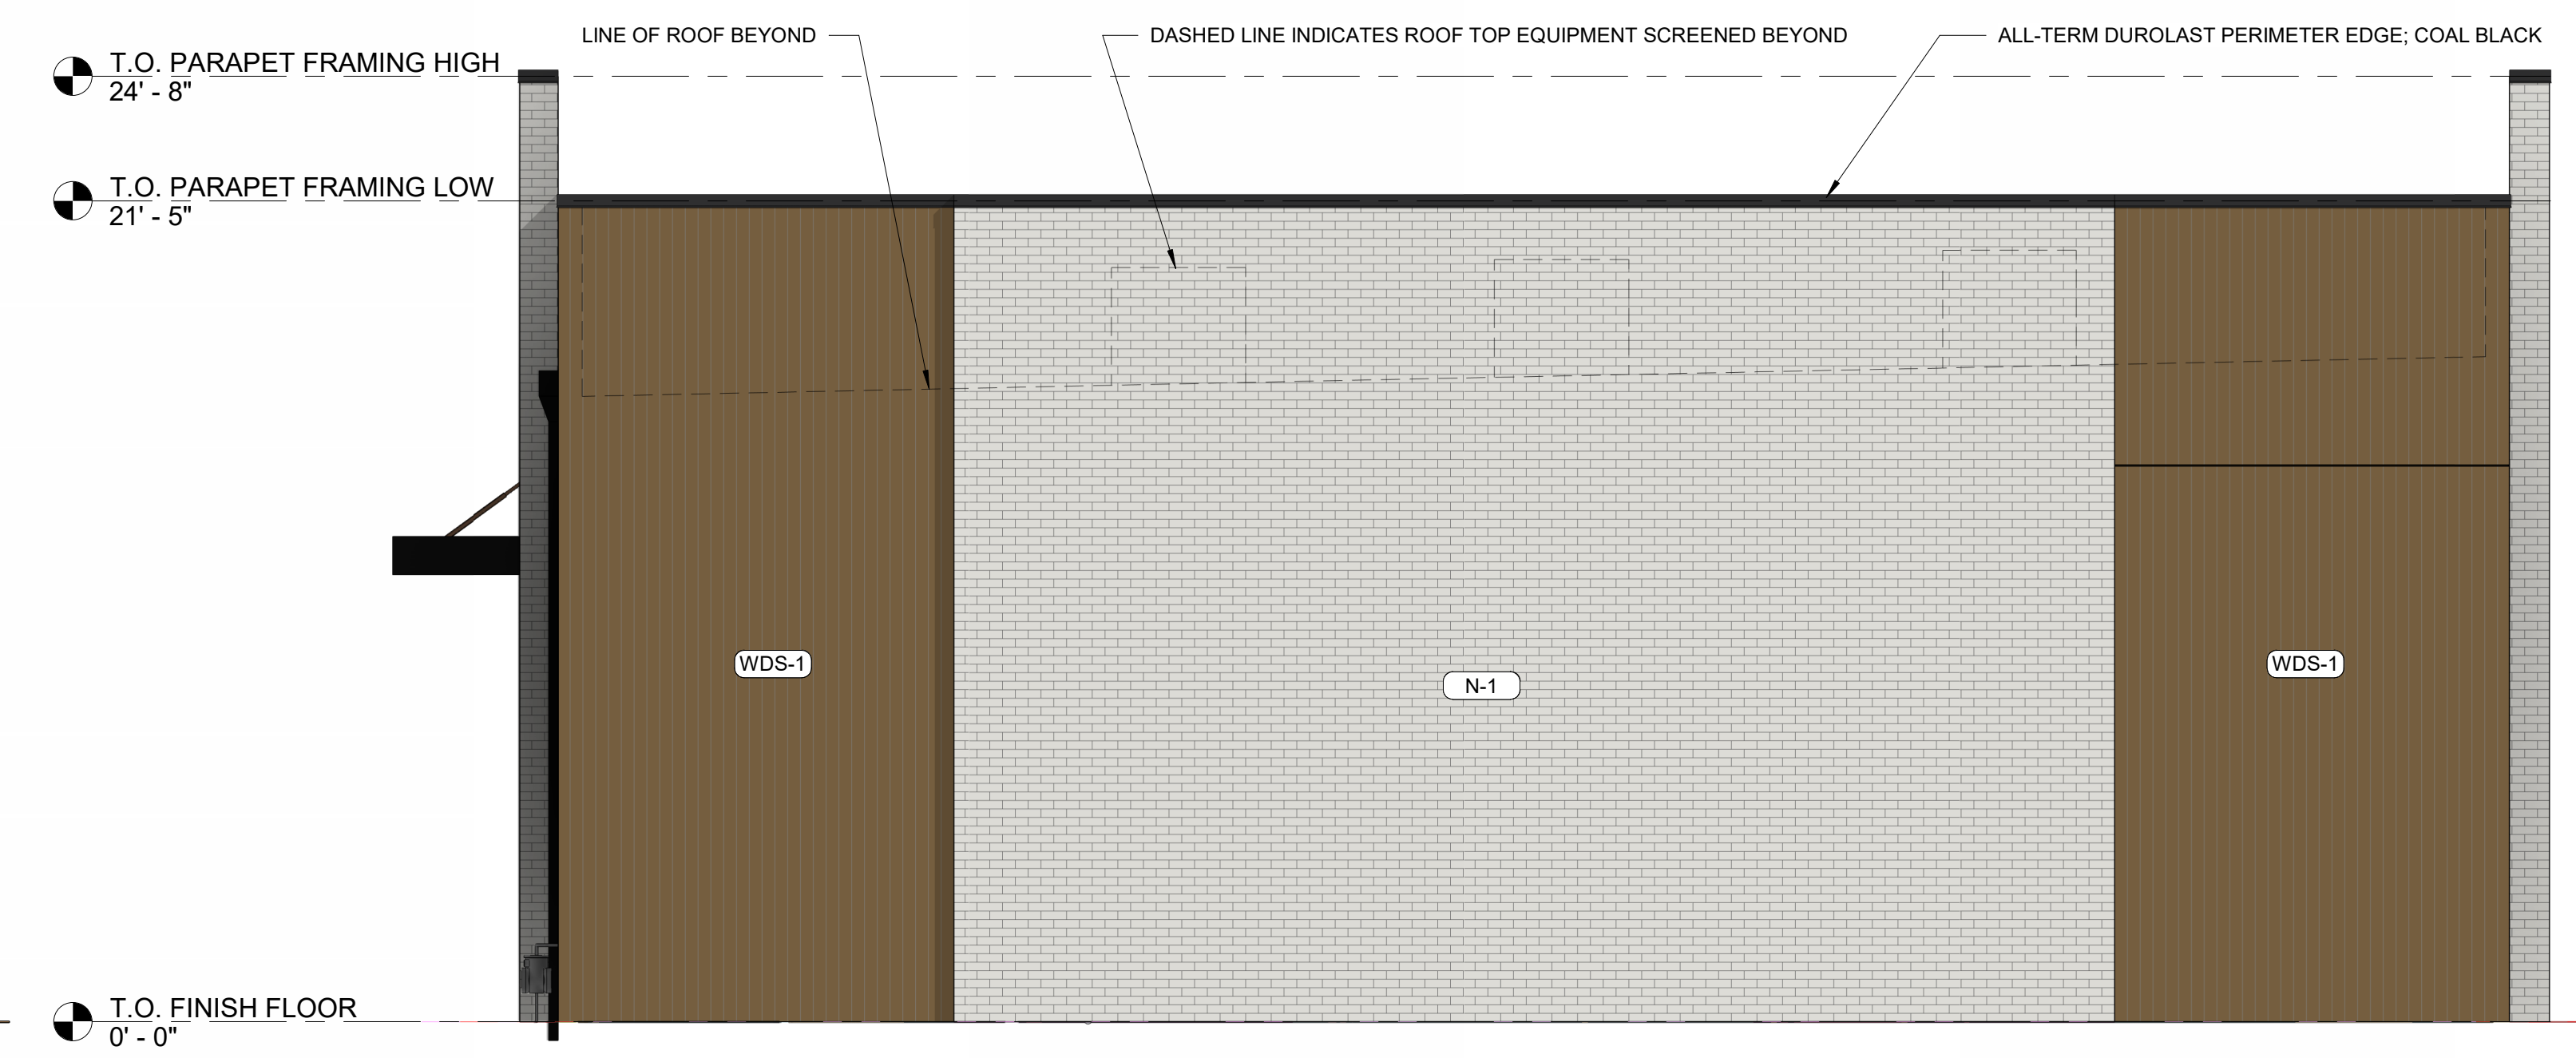 LINE OF ROOF BEYOND
DASHED LINE INDICATES ROOF TOP EQUIPMENT SCREENED BEYOND
ALL-TERM DUROLAST PERIMETER EDGE; COAL BLACK
T.O. PARAPET FRAMING HIGH
24' - 8"
T.O. PARAPET FRAMING LOW
21' - 5"
WDS-1
N-1
WDS-1
T.O. FINISH FLOOR
0' - 0"